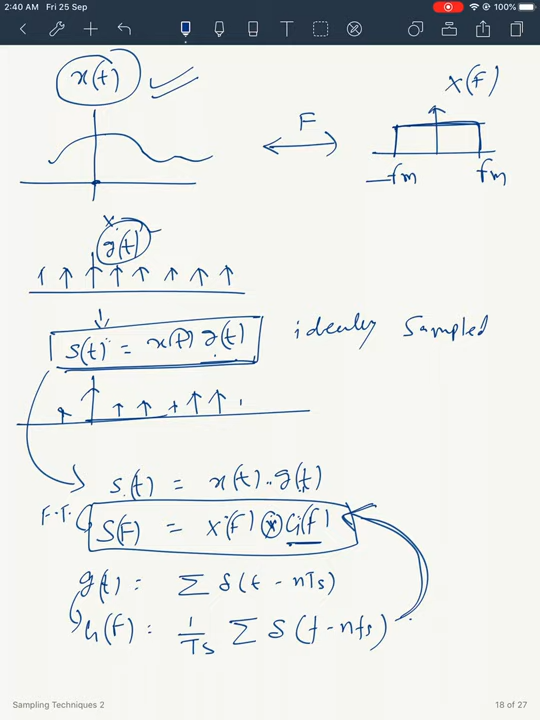 2:40 AM Fri 25 Sep
100%
T
x(t)
X(F)
F
-fm fm
x
g(t)
s(t) = x(t) g(t) idealy Sampled
s(t) = x(t) . g(t)
F.T.
S(F) = X(F) ⊗ G(F)
g(t) = Σ δ(t - nTs)
G(F) = 1/Ts Σ δ(f - nfs)
Sampling Techniques 2
18 of 27